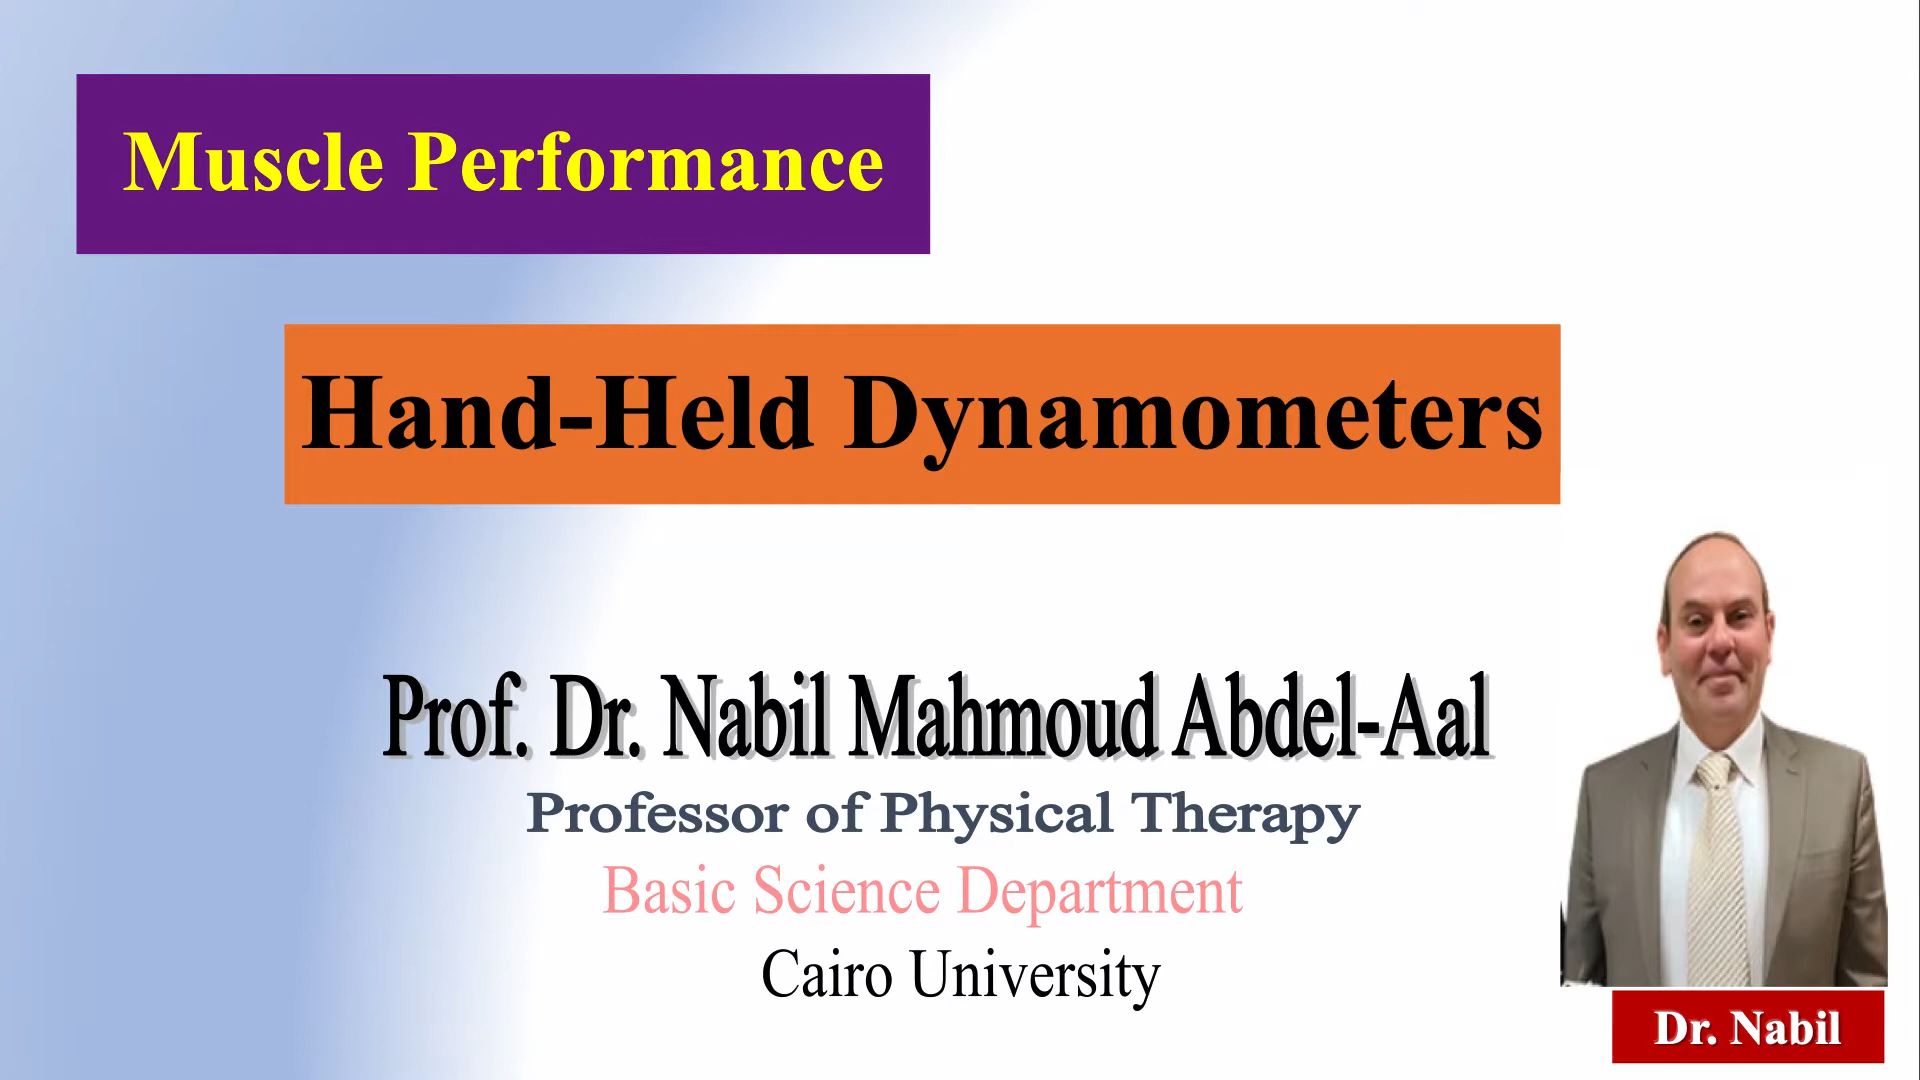 Muscle Performance
Hand-Held Dynamometers
Prof. Dr. Nabil Mahmoud Abdel-Aal
Professor of Physical Therapy
Basic Science Department
Cairo University
Dr. Nabil